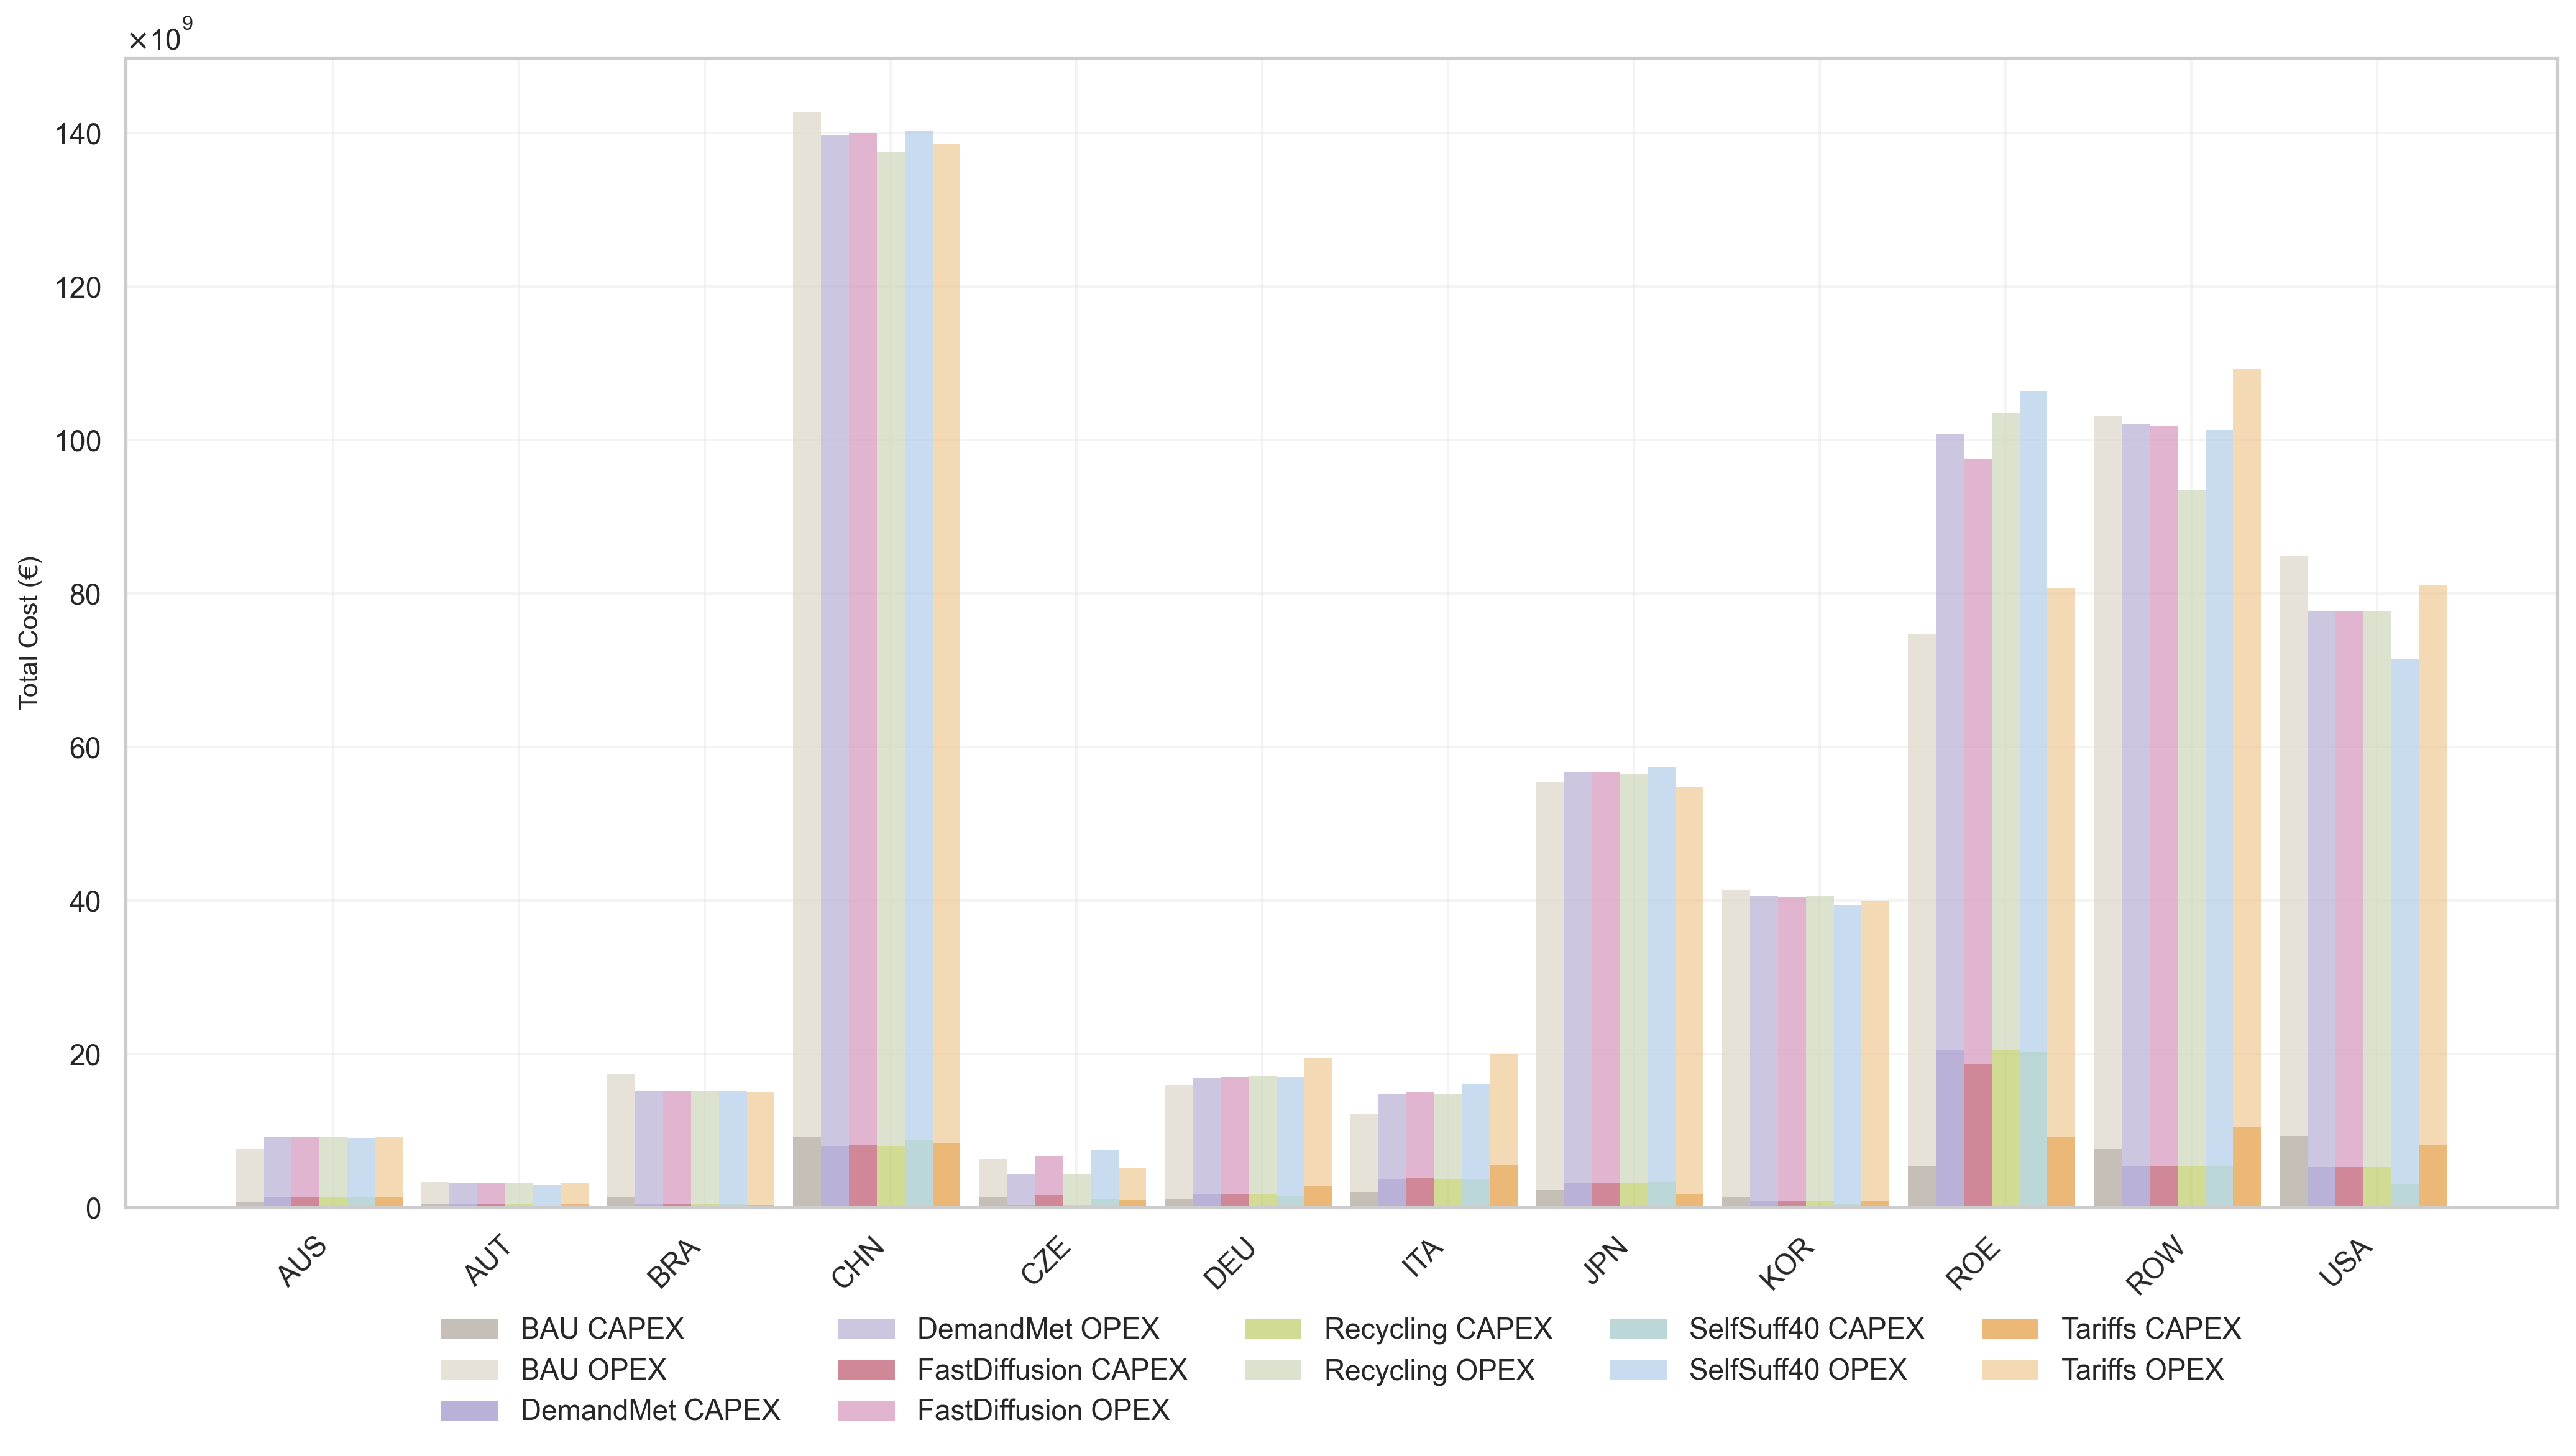 ×10⁹
Total Cost (€)
140
120
100
80
60
40
20
0
AUS
AUT
BRA
CHN
CZE
DEU
ITA
JPN
KOR
ROE
ROW
USA
BAU CAPEX
BAU OPEX
DemandMet CAPEX
DemandMet OPEX
FastDiffusion CAPEX
FastDiffusion OPEX
Recycling CAPEX
Recycling OPEX
SelfSuff40 CAPEX
SelfSuff40 OPEX
Tariffs CAPEX
Tariffs OPEX